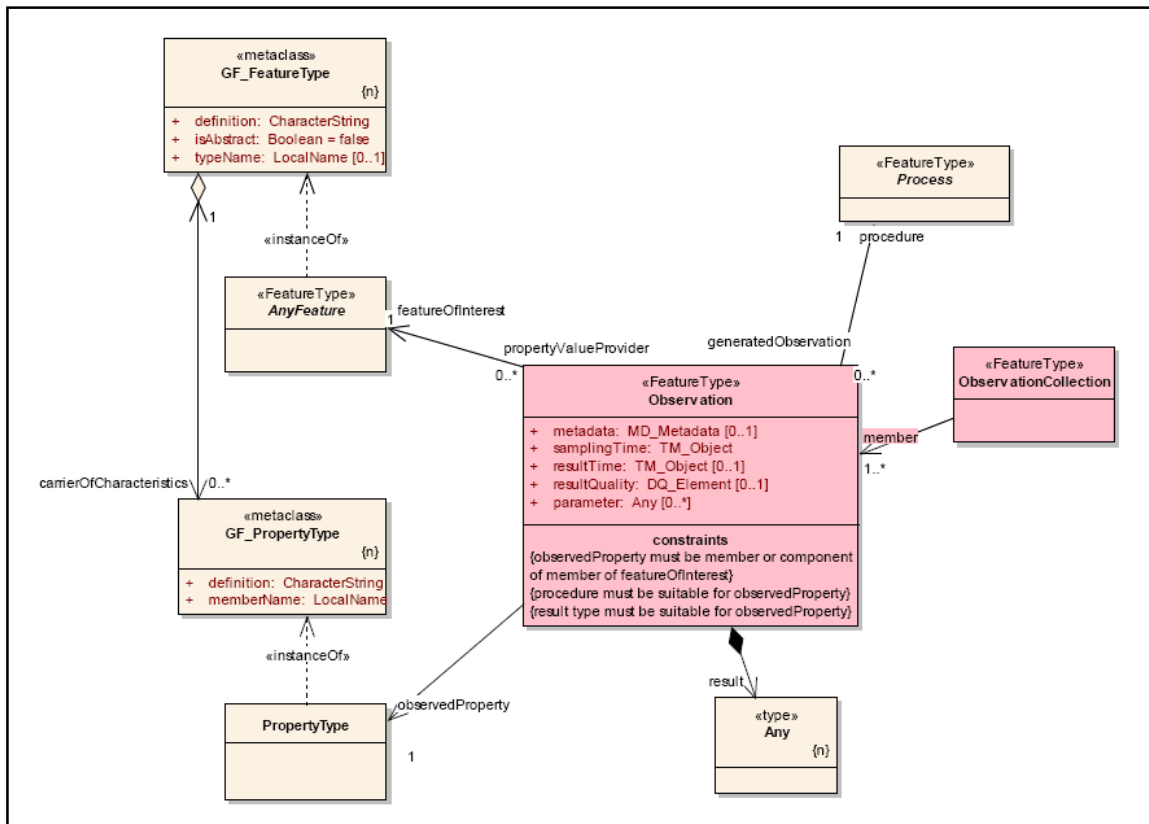 «metaclass»
GF_FeatureType
{n}
+ definition: CharacterString
+ isAbstract: Boolean = false
+ typeName: LocalName [0..1]
1
«instanceOf»
«FeatureType»
Process
1
procedure
«FeatureType»
AnyFeature
1
featureOfInterest
propertyValueProvider
0..*
generatedObservation
0..*
«FeatureType»
ObservationCollection
member
1..*
«FeatureType»
Observation
+ metadata: MD_Metadata [0..1]
+ samplingTime: TM_Object
+ resultTime: TM_Object [0..1]
+ resultQuality: DQ_Element [0..1]
+ parameter: Any [0..*]
constraints
{observedProperty must be member or component
of member of featureOfInterest}
{procedure must be suitable for observedProperty}
{result type must be suitable for observedProperty}
carrierOfCharacteristics
0..*
«metaclass»
GF_PropertyType
{n}
+ definition: CharacterString
+ memberName: LocalName
«instanceOf»
PropertyType
observedProperty
1
result
«type»
Any
{n}